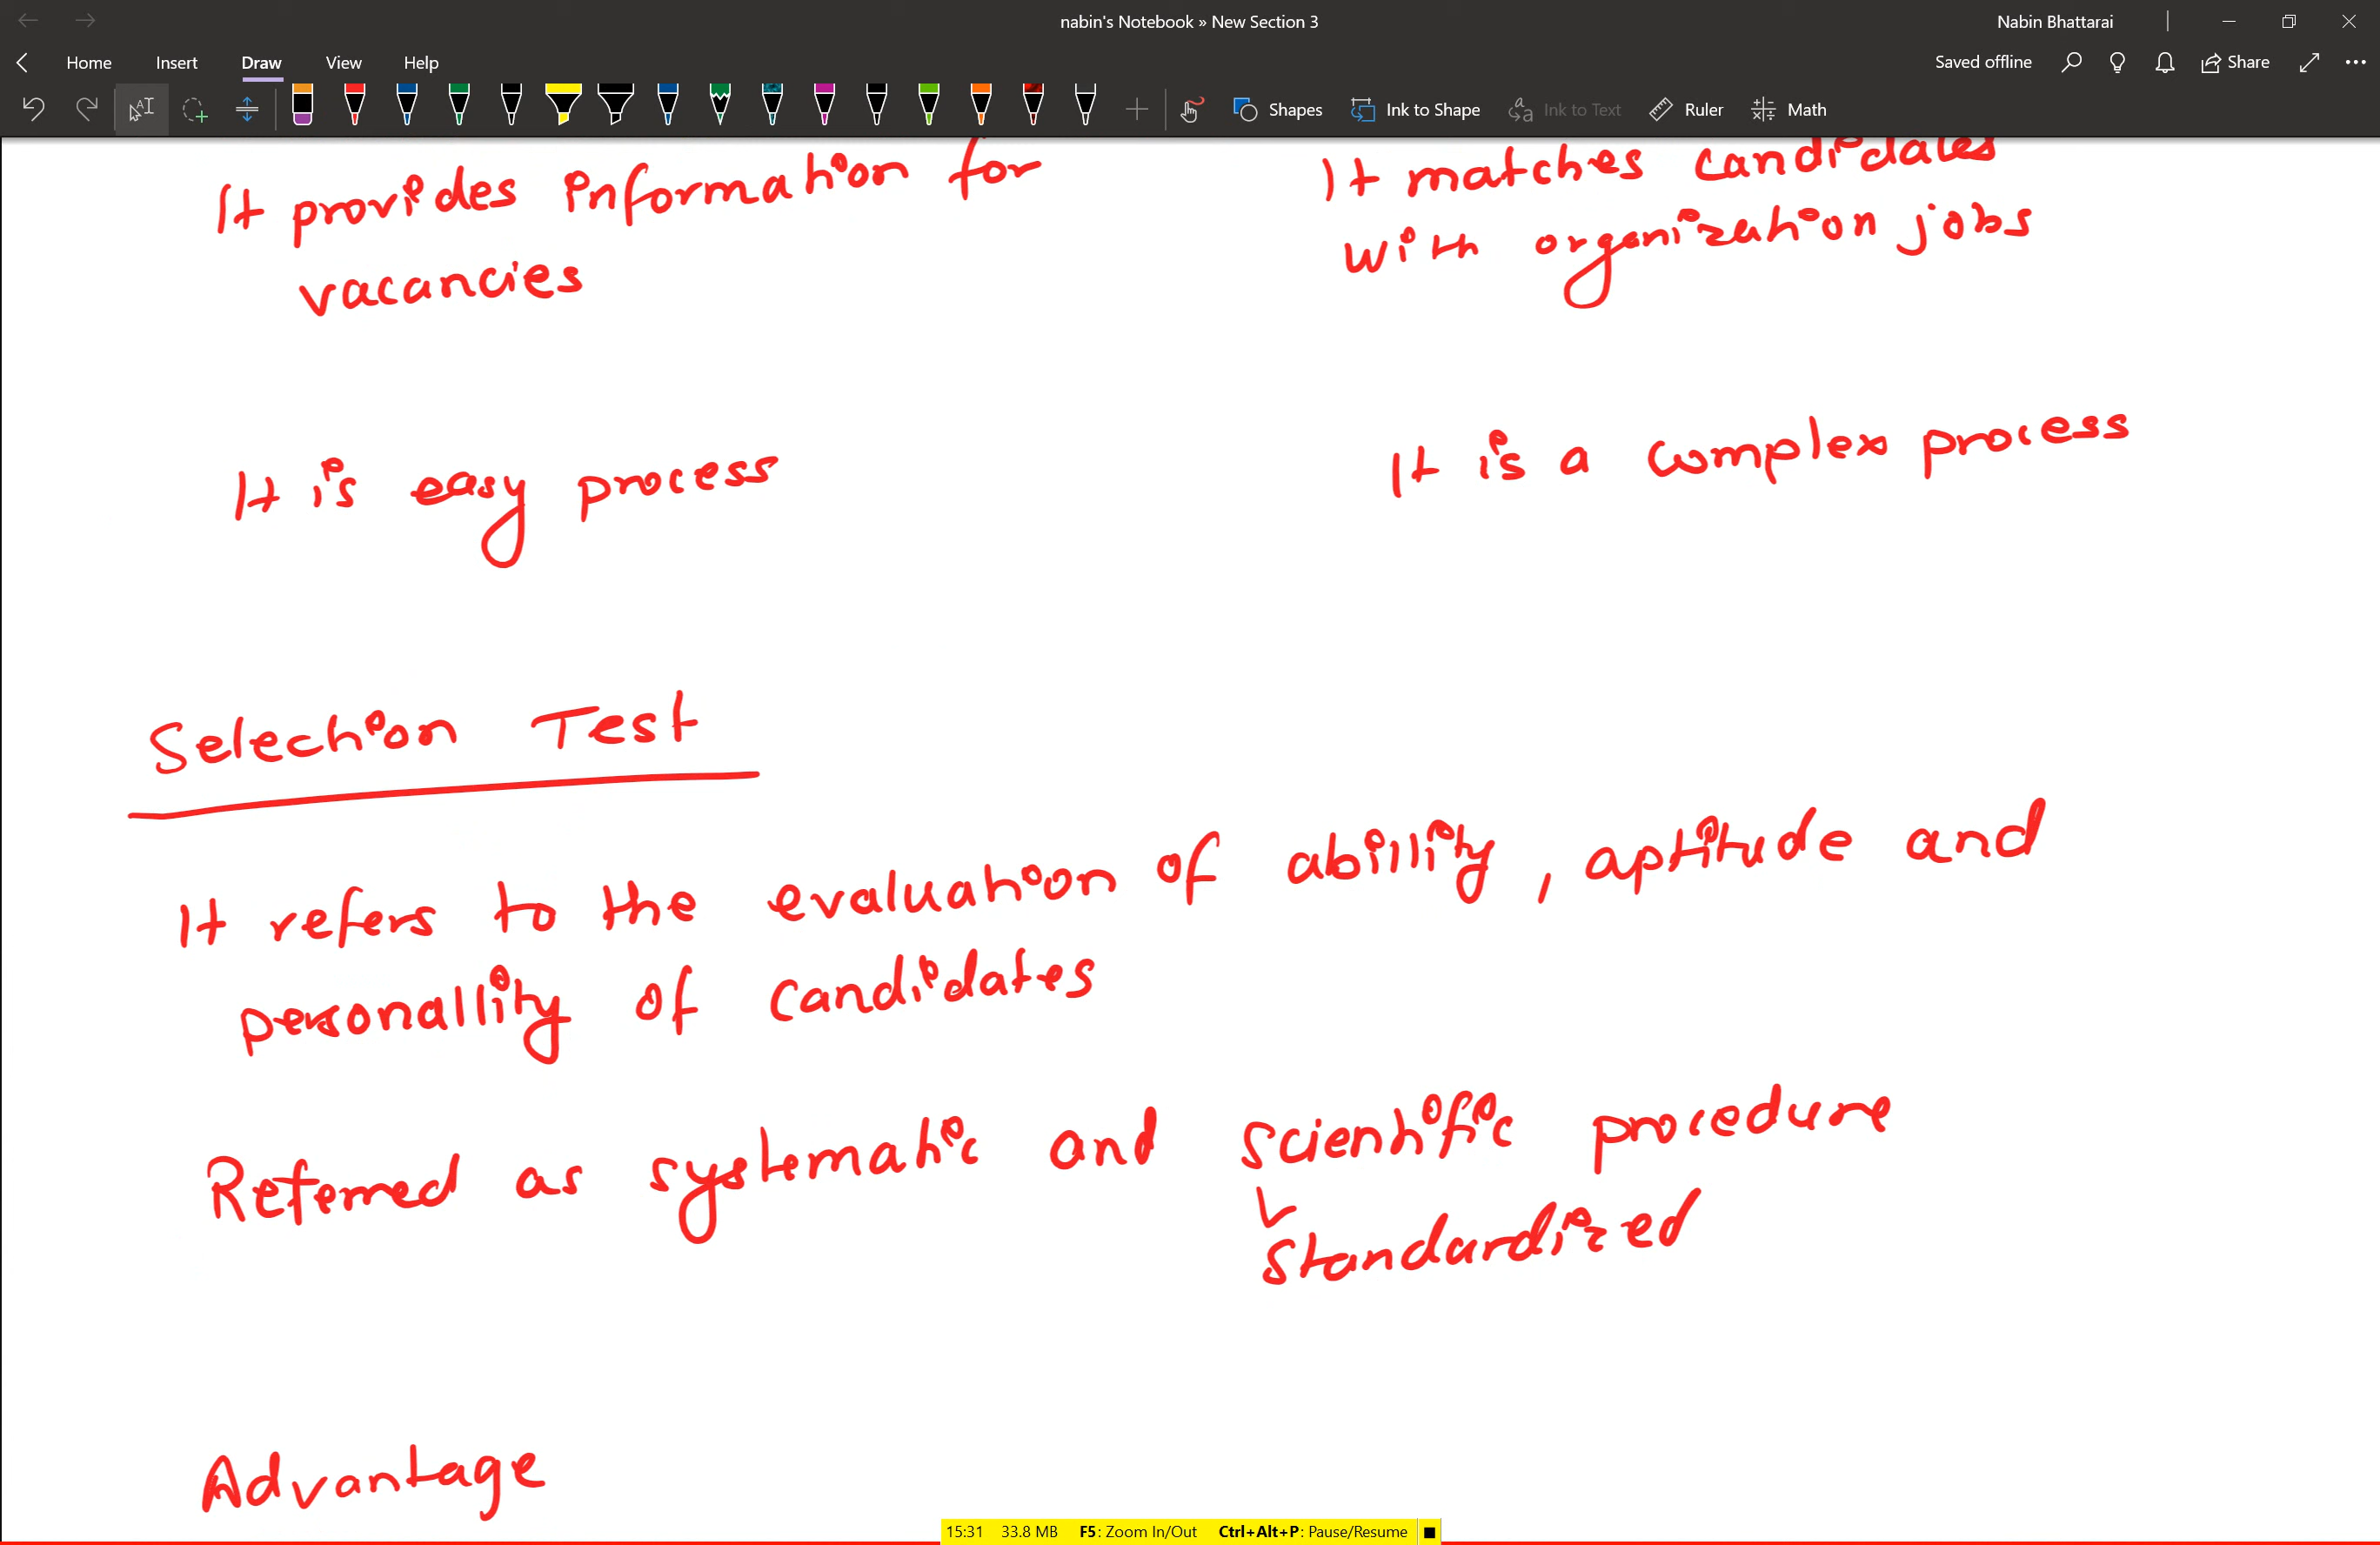 nabin's Notebook » New Section 3
Nabin Bhattarai
Home Insert Draw View Help
Saved offline
Share
Shapes Ink to Shape Ink to Text Ruler Math
It provides information for
vacancies
It matches candidates
with organization jobs
It is easy process
It is a complex process
Selection Test
It refers to the evaluation of abillity, aptitude and
personallity of candidates
Referred as systematic and scientific procedure
Standardized
Advantage
15:31 33.8 MB F5: Zoom In/Out Ctrl+Alt+P: Pause/Resume